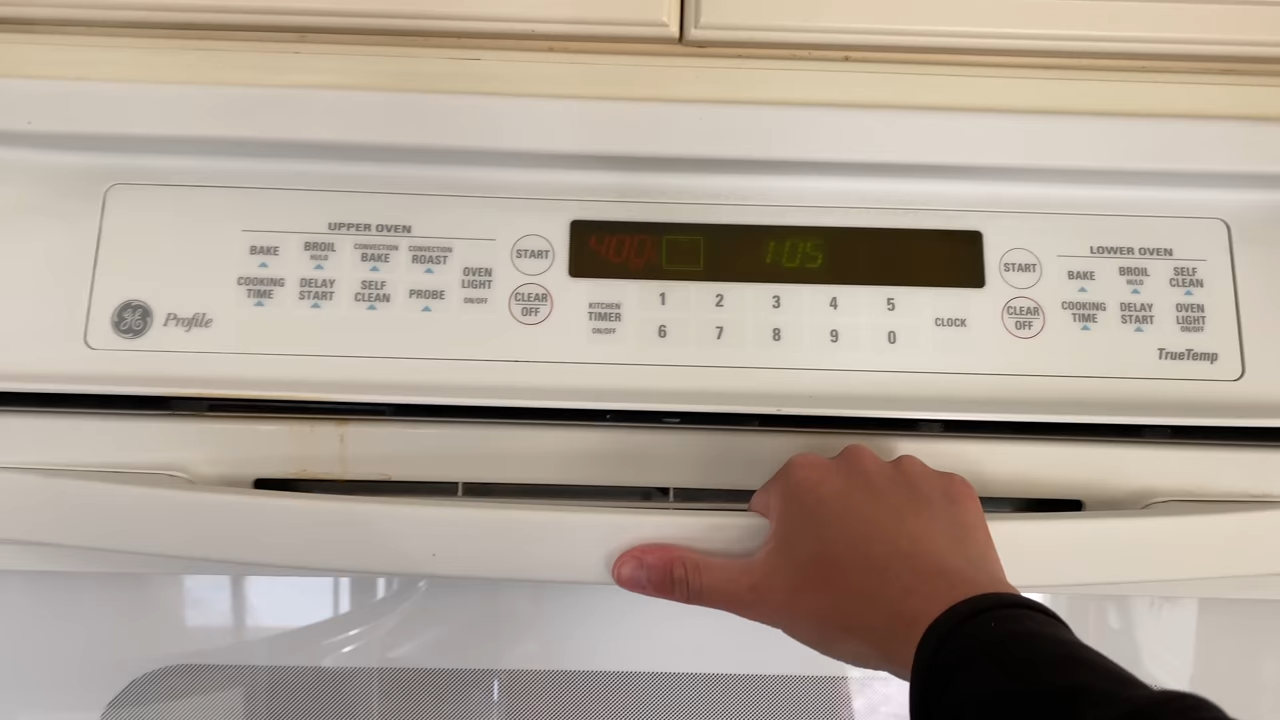 UPPER OVEN
BAKE
BROIL
HI/LO
CONVECTION
BAKE
CONVECTION
ROAST
COOKING
TIME
DELAY
START
SELF
CLEAN
PROBE
OVEN
LIGHT
ON/OFF
START
CLEAR
OFF
GE
Profile
400
1:05
KITCHEN
TIMER
ON/OFF
1 2 3 4 5
6 7 8 9 0
CLOCK
START
CLEAR
OFF
LOWER OVEN
BAKE
BROIL
HI/LO
SELF
CLEAN
COOKING
TIME
DELAY
START
OVEN
LIGHT
ON/OFF
TrueTemp